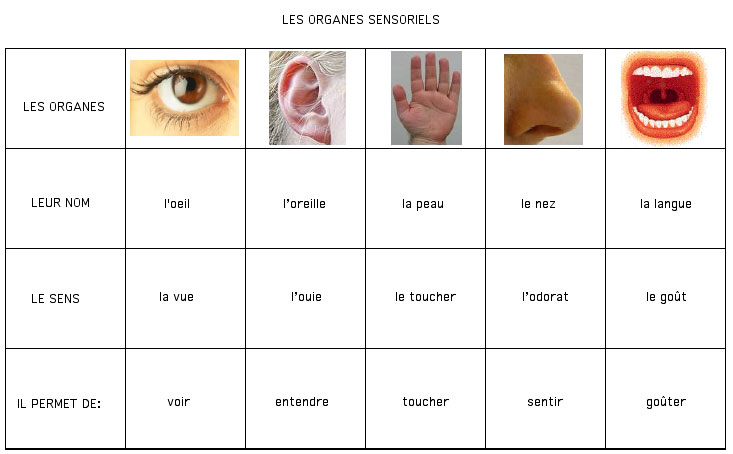 LES ORGANES SENSORIELS
LES ORGANES
LEUR NOM l'oeil l'oreille la peau le nez la langue
LE SENS la vue l'ouie le toucher l'odorat le goût
IL PERMET DE: voir entendre toucher sentir goûter